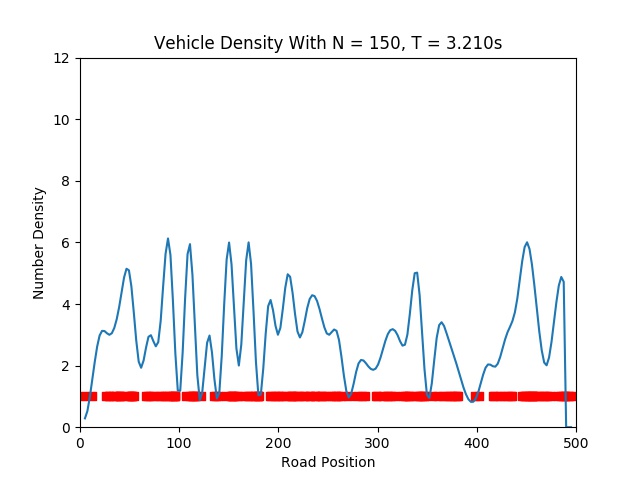 Vehicle Density With N = 150, T = 3.210s
12
10
8
6
4
2
0
Number Density
0 100 200 300 400 500
Road Position